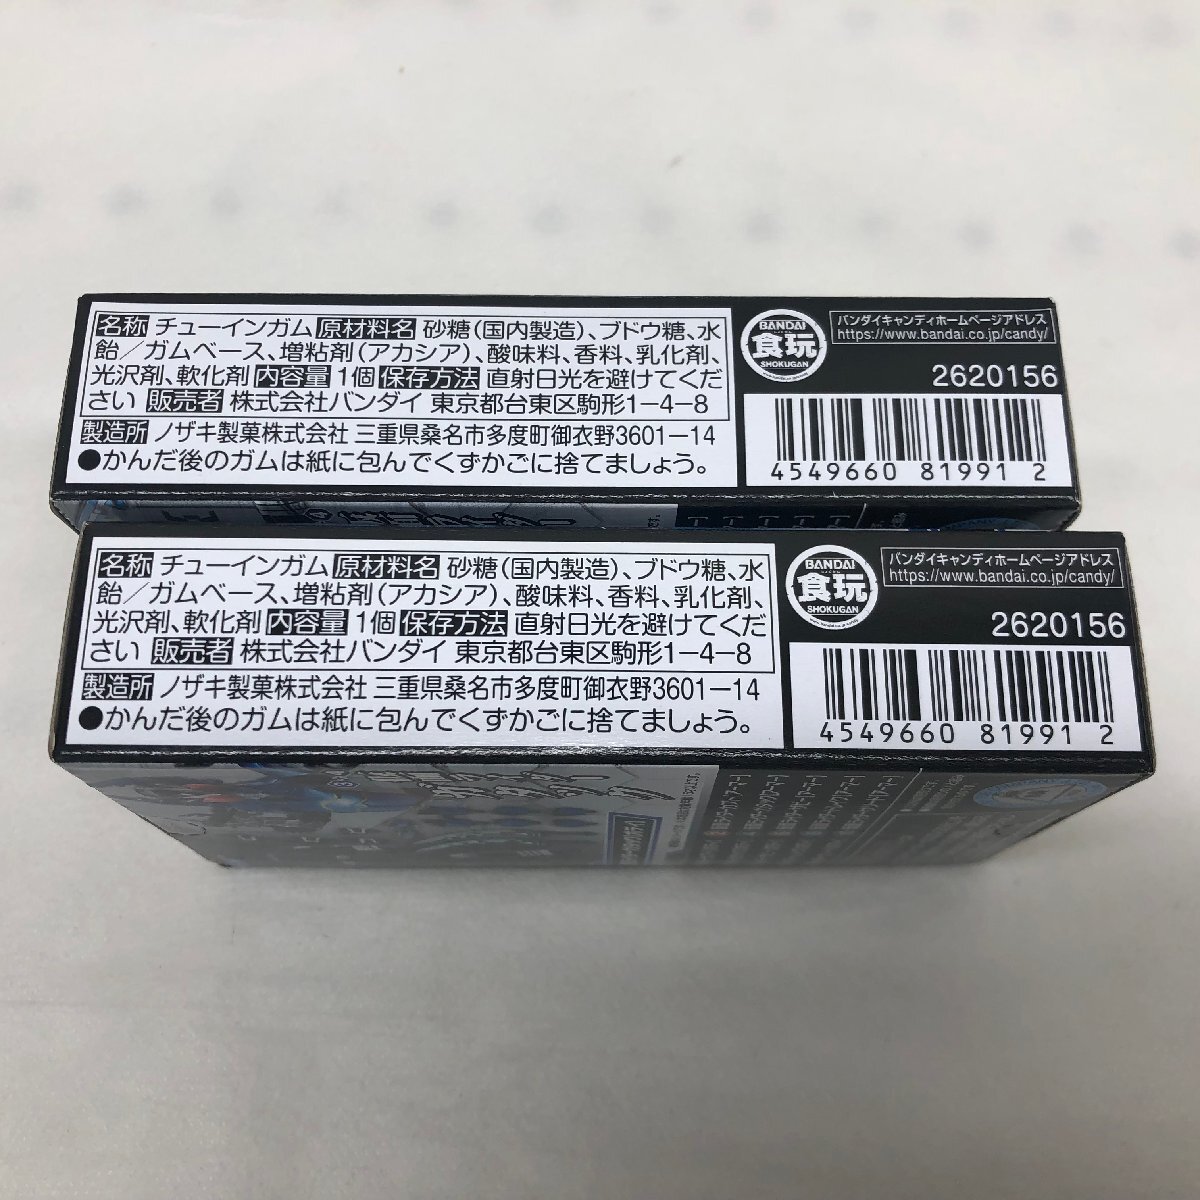 名称 チューインガム 原材料名 砂糖(国内製造)、ブドウ糖、水
飴/ガムベース、増粘剤(アカシア)、酸味料、香料、乳化剤、
光沢剤、軟化剤 内容量 1個 保存方法 直射日光を避けてくだ
さい 販売者 株式会社バンダイ 東京都台東区駒形1-4-8
製造所 ノザキ製菓株式会社 三重県桑名市多度町御衣野3601-14
●かんだ後のガムは紙に包んでくずかごに捨てましょう。
BANDAI
食玩
SHOKUGAN
バンダイキャンディホームページアドレス
https://www.bandai.co.jp/candy/
2620156
4549660 81991 2
名称 チューインガム 原材料名 砂糖(国内製造)、ブドウ糖、水
飴/ガムベース、増粘剤(アカシア)、酸味料、香料、乳化剤、
光沢剤、軟化剤 内容量 1個 保存方法 直射日光を避けてくだ
さい 販売者 株式会社バンダイ 東京都台東区駒形1-4-8
製造所 ノザキ製菓株式会社 三重県桑名市多度町御衣野3601-14
●かんだ後のガムは紙に包んでくずかごに捨てましょう。
BANDAI
食玩
SHOKUGAN
バンダイキャンディホームページアドレス
https://www.bandai.co.jp/candy/
2620156
4549660 81991 2